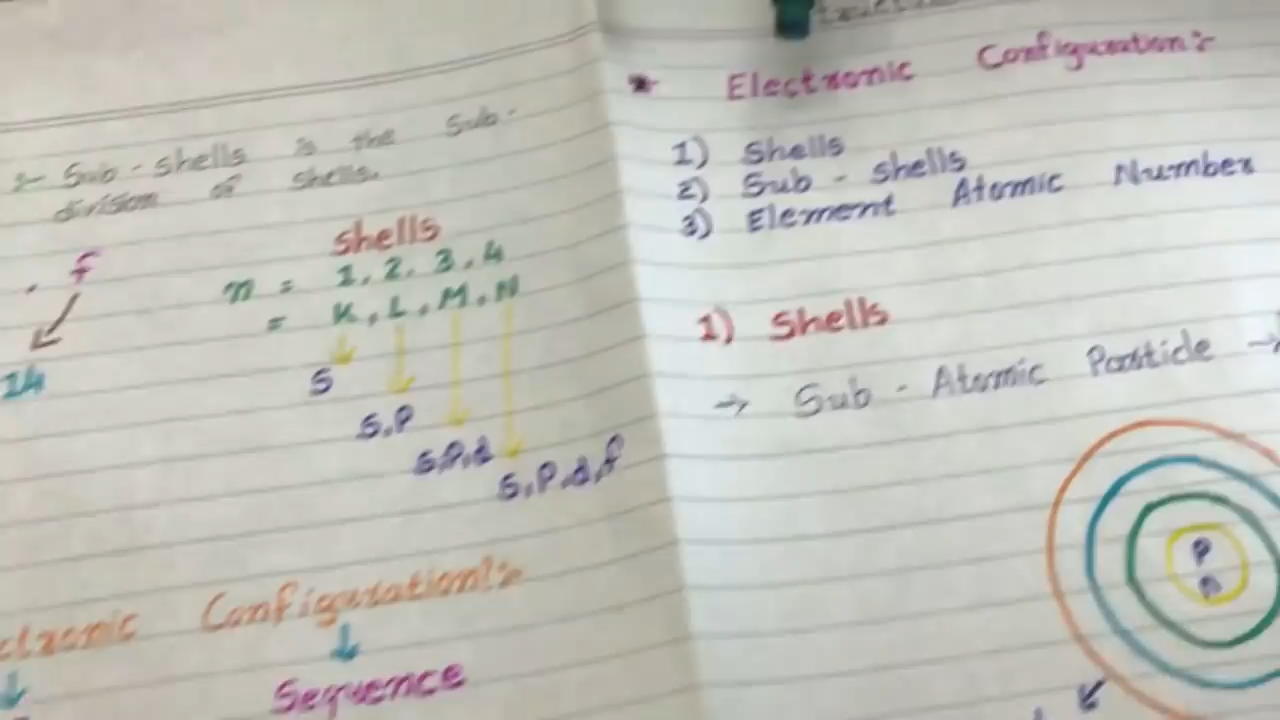 Sub - shells is the Sub-
division of shells.
f
14
shells
n = 1, 2, 3, 4
= K, L, M, N
S
S, P
S, P, d
S, P, d, f
Configuration:-
Sequence
Electronic Configuration:-
1) Shells
2) Sub - shells
3) Element Atomic Number
1) Shells
→ Sub - Atomic Particle →
P
n